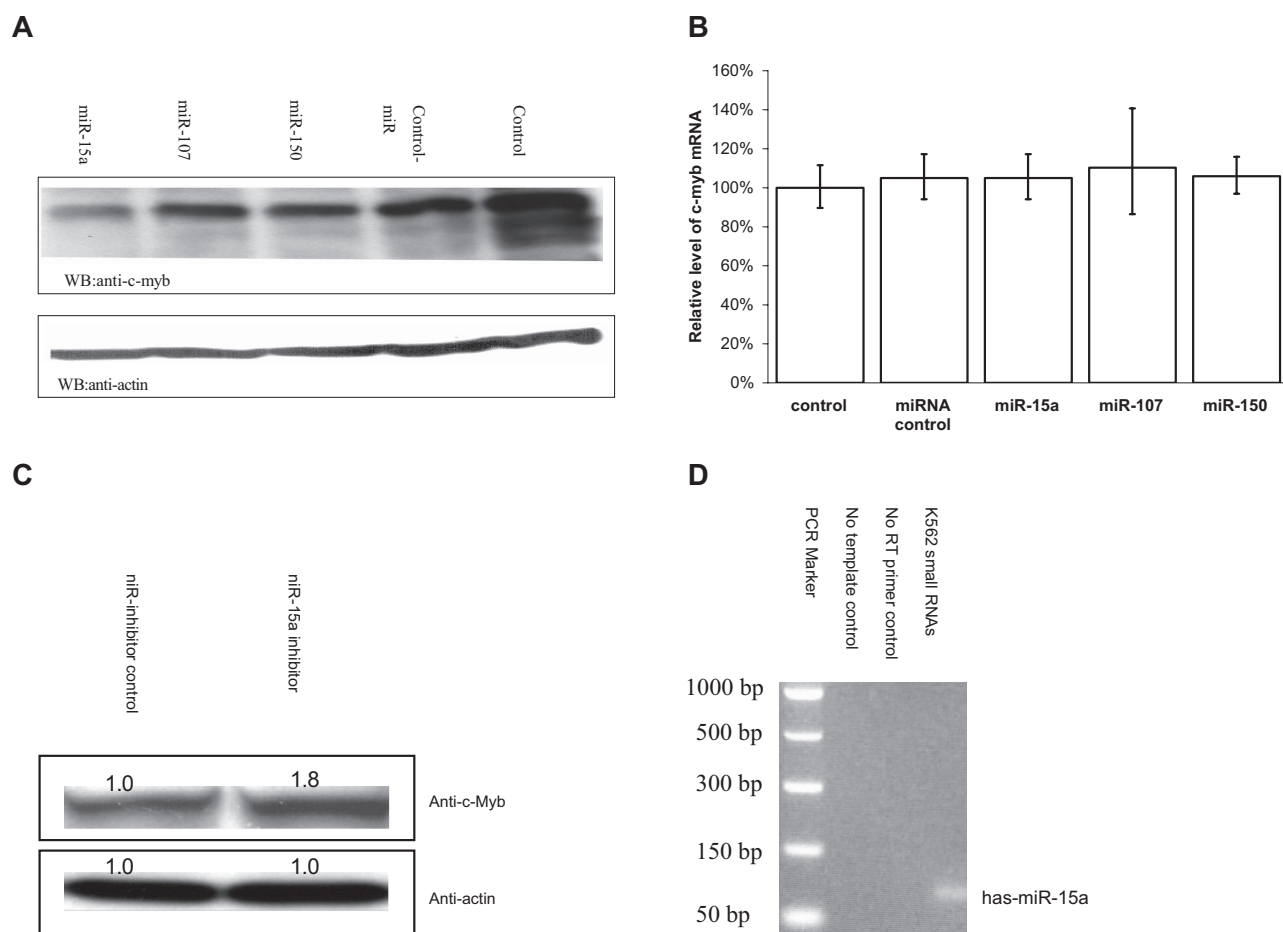 A
miR-15a
miR-107
miR-150
Control-
miR
Control
WB:anti-c-myb
WB:anti-actin
B
Relative level of c-myb mRNA
160%
140%
120%
100%
80%
60%
40%
20%
0%
control
miRNA
control
miR-15a
miR-107
miR-150
C
niR-inhibitor control
niR-15a inhibitor
1.0
1.8
Anti-c-Myb
1.0
1.0
Anti-actin
D
PCR Marker
No template control
No RT primer control
K562 small RNAs
1000 bp
500 bp
300 bp
150 bp
50 bp
has-miR-15a